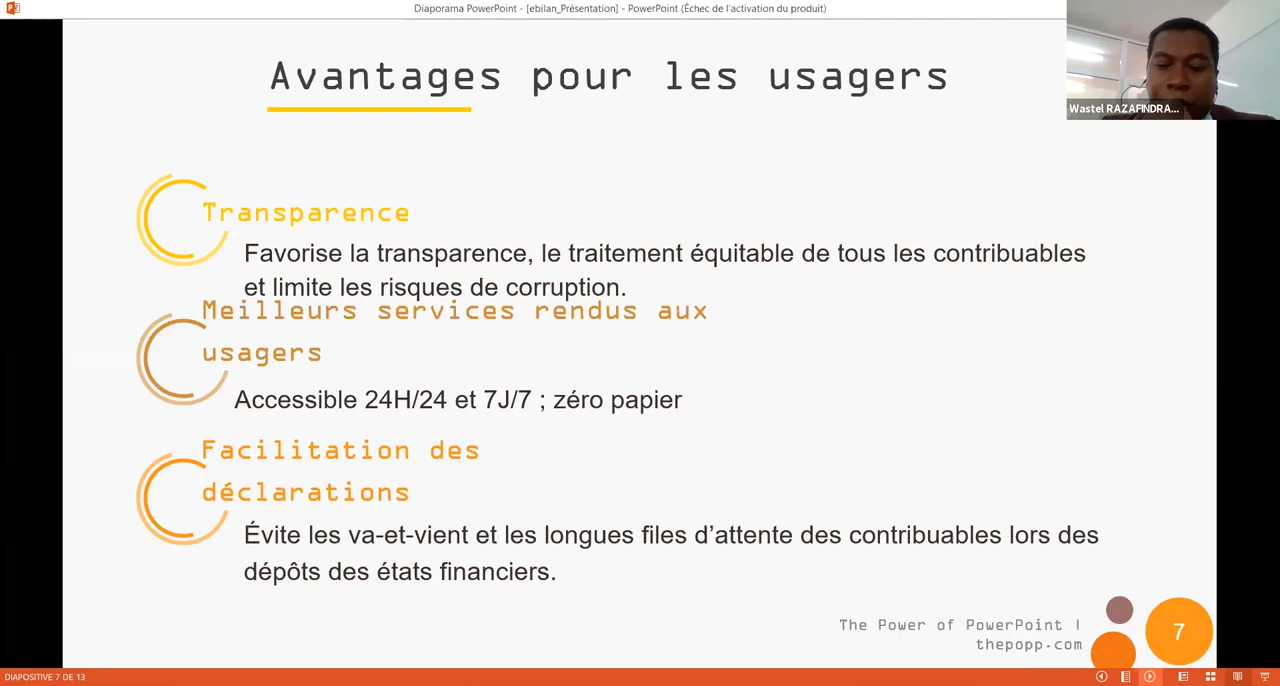 Diaporama PowerPoint - [ebilan_Présentation] - PowerPoint (Échec de l'activation du produit)
Wastel RAZAFINDRA...
Avantages pour les usagers
Transparence
Favorise la transparence, le traitement équitable de tous les contribuables
et limite les risques de corruption.
Meilleurs services rendus aux
usagers
Accessible 24H/24 et 7J/7 ; zéro papier
Facilitation des
déclarations
Évite les va-et-vient et les longues files d’attente des contribuables lors des
dépôts des états financiers.
The Power of PowerPoint |
thepopp.com
7
DIAPOSITIVE 7 DE 13